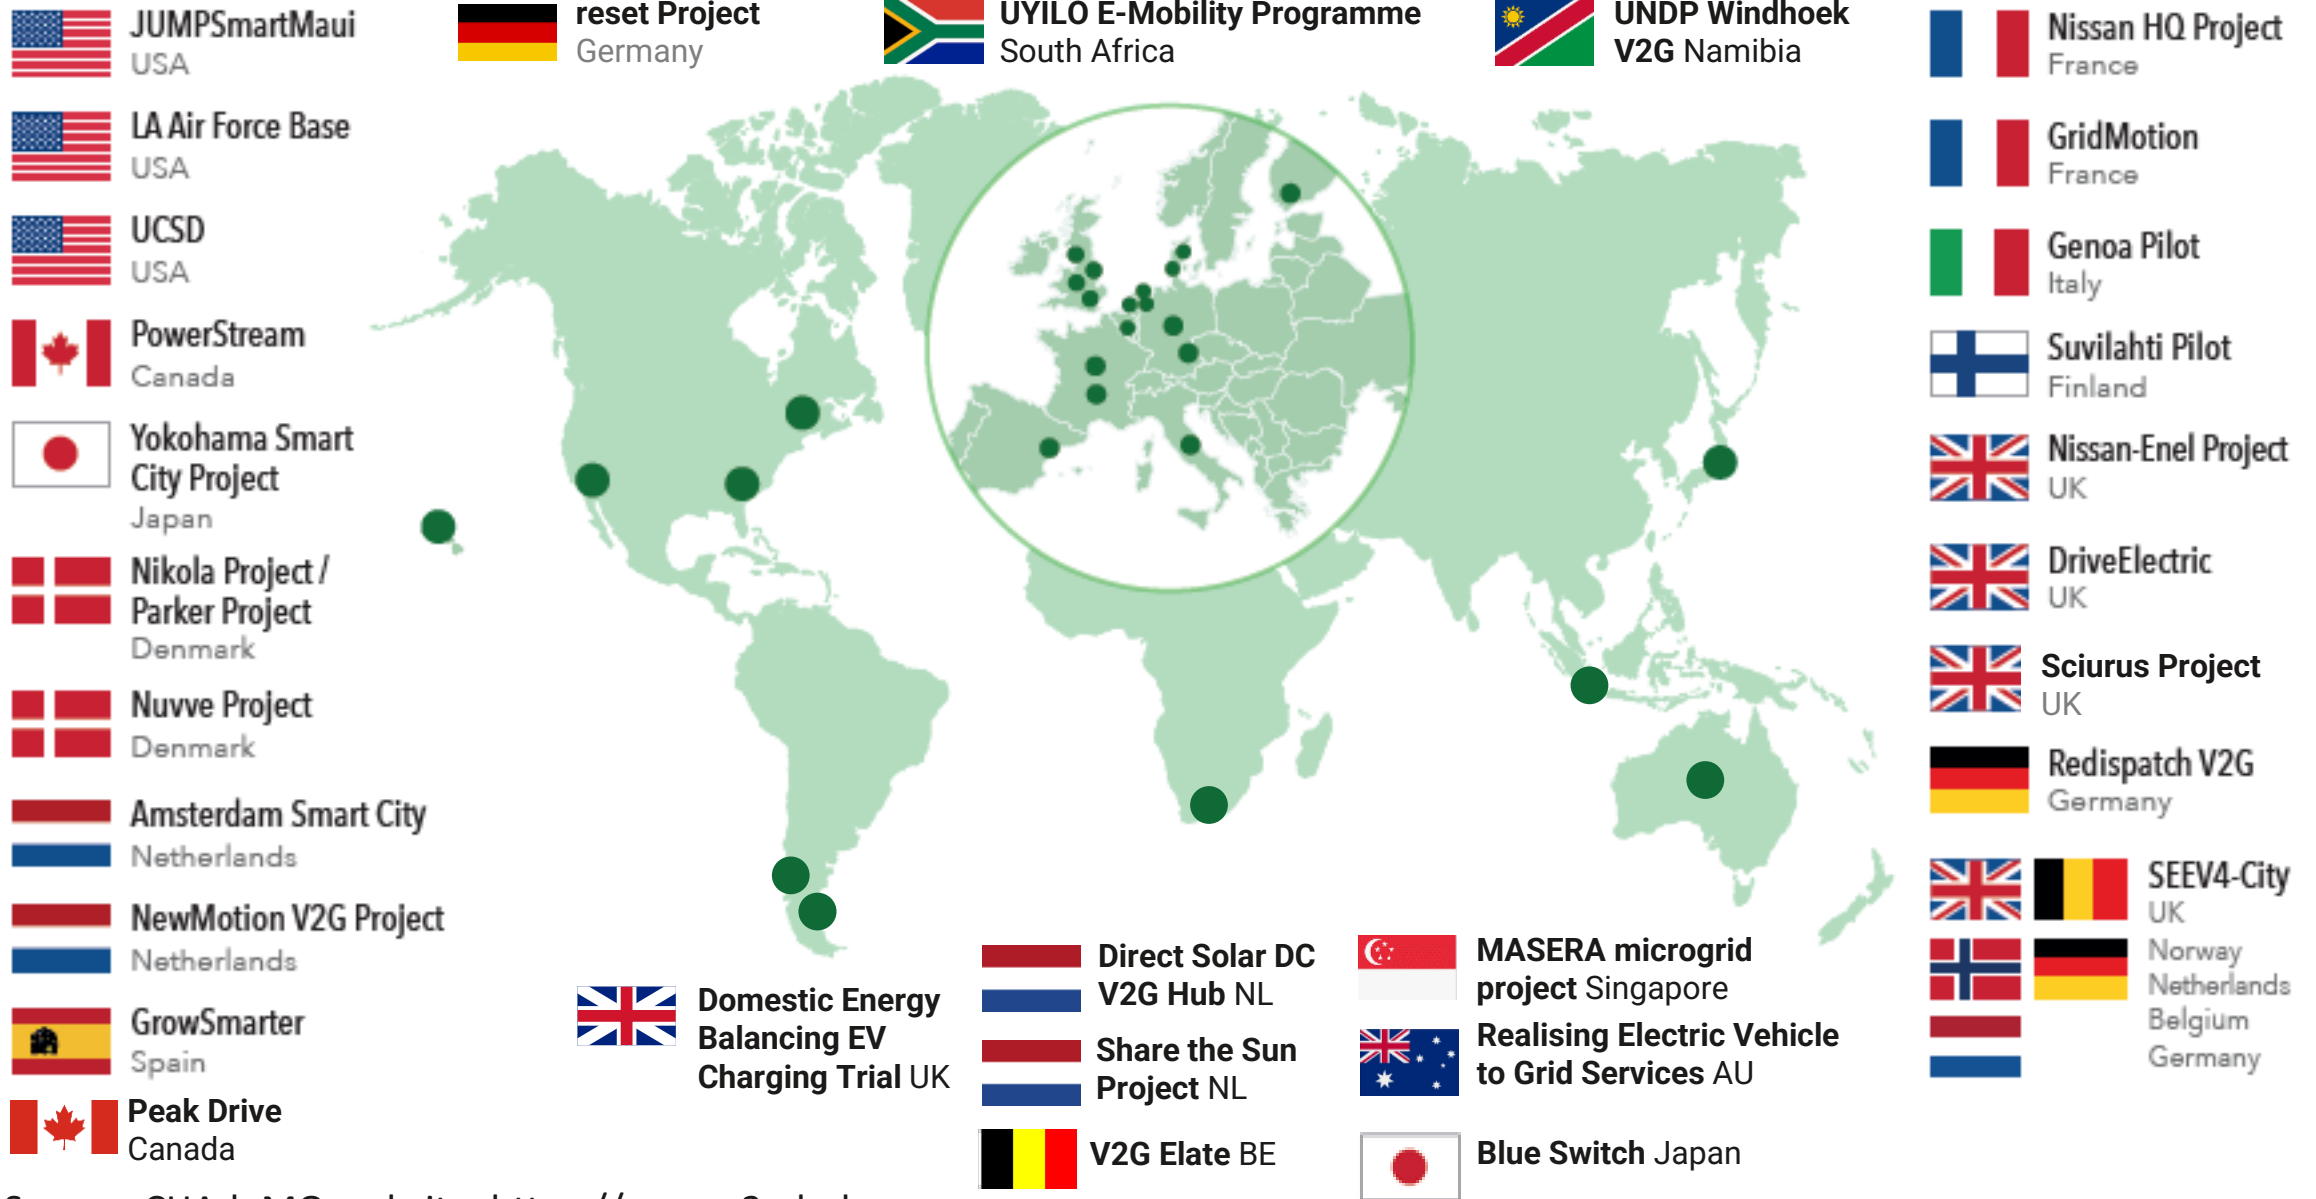 JUMPSmartMaui
USA
LA Air Force Base
USA
UCSD
USA
PowerStream
Canada
Yokohama Smart
City Project
Japan
Nikola Project /
Parker Project
Denmark
Nuvve Project
Denmark
Amsterdam Smart City
Netherlands
NewMotion V2G Project
Netherlands
GrowSmarter
Spain
Peak Drive
Canada
reset Project
Germany
UYILO E-Mobility Programme
South Africa
UNDP Windhoek
V2G Namibia
Domestic Energy
Balancing EV
Charging Trial UK
Direct Solar DC
V2G Hub NL
Share the Sun
Project NL
V2G Elate BE
MASERA microgrid
project Singapore
Realising Electric Vehicle
to Grid Services AU
Blue Switch Japan
Nissan HQ Project
France
GridMotion
France
Genoa Pilot
Italy
Suvilahti Pilot
Finland
Nissan-Enel Project
UK
DriveElectric
UK
Sciurus Project
UK
Redispatch V2G
Germany
SEEV4-City
UK
Norway
Netherlands
Belgium
Germany